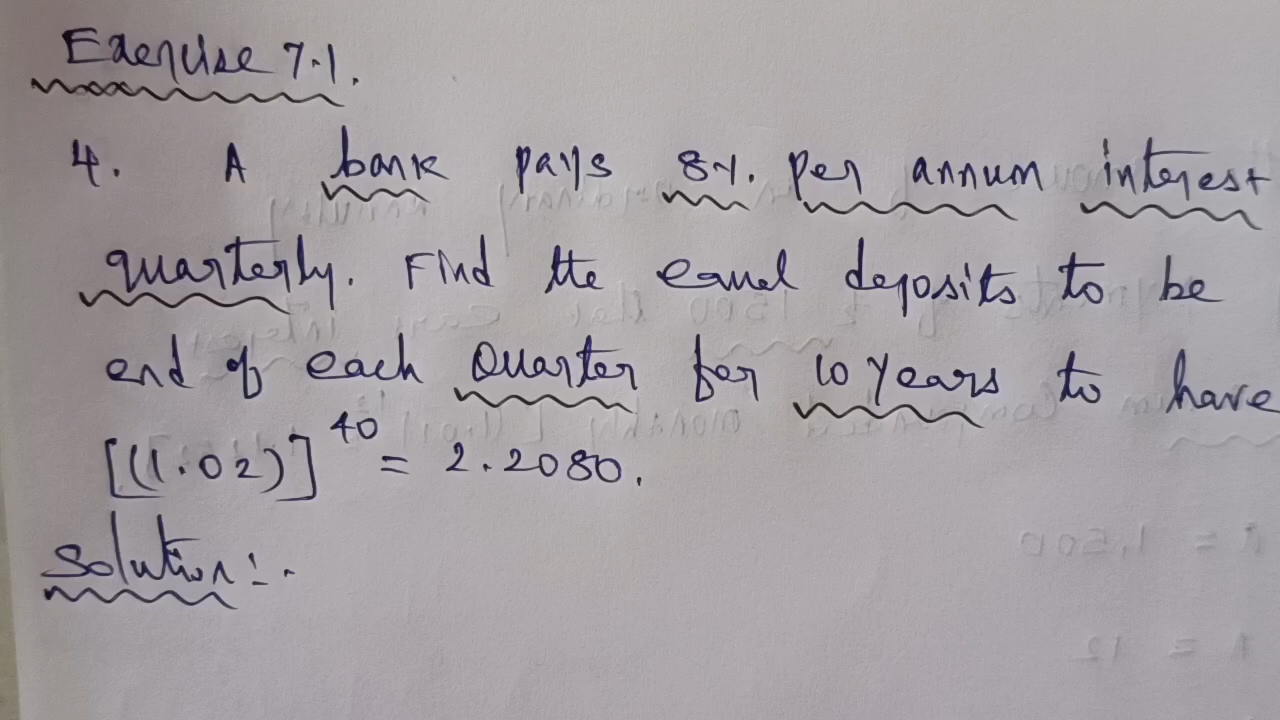 Exercise 7.1.
4. A bank pays 8%. per annum interest
quarterly. Find the equal deposits to be
end of each quarter for 10 years to have
[(1.02)]^40 = 2.2080.
Solution:-